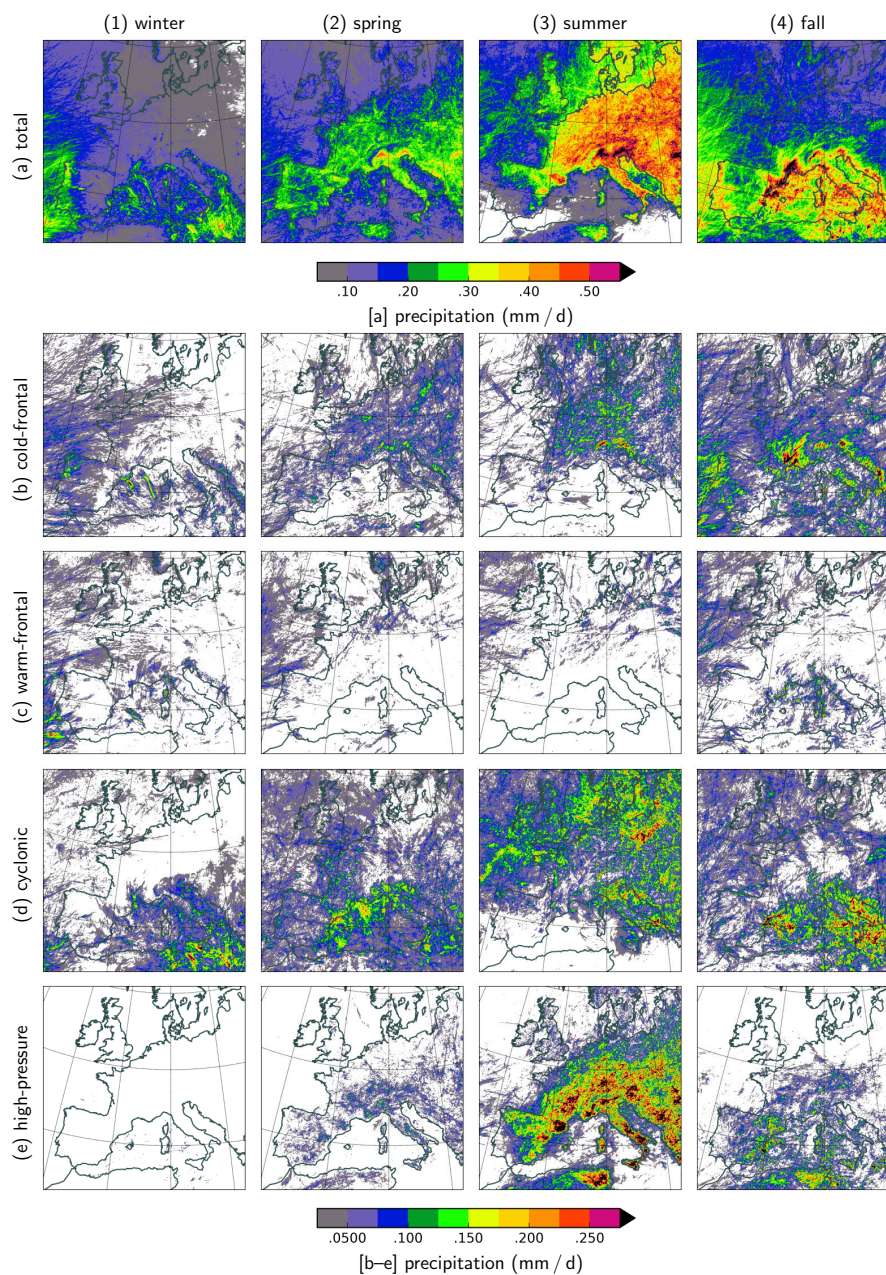 (1) winter (2) spring (3) summer (4) fall
(a) total
.10 .20 .30 .40 .50
[a] precipitation (mm / d)
(b) cold-frontal
(c) warm-frontal
(d) cyclonic
(e) high-pressure
.0500 .100 .150 .200 .250
[b–e] precipitation (mm / d)